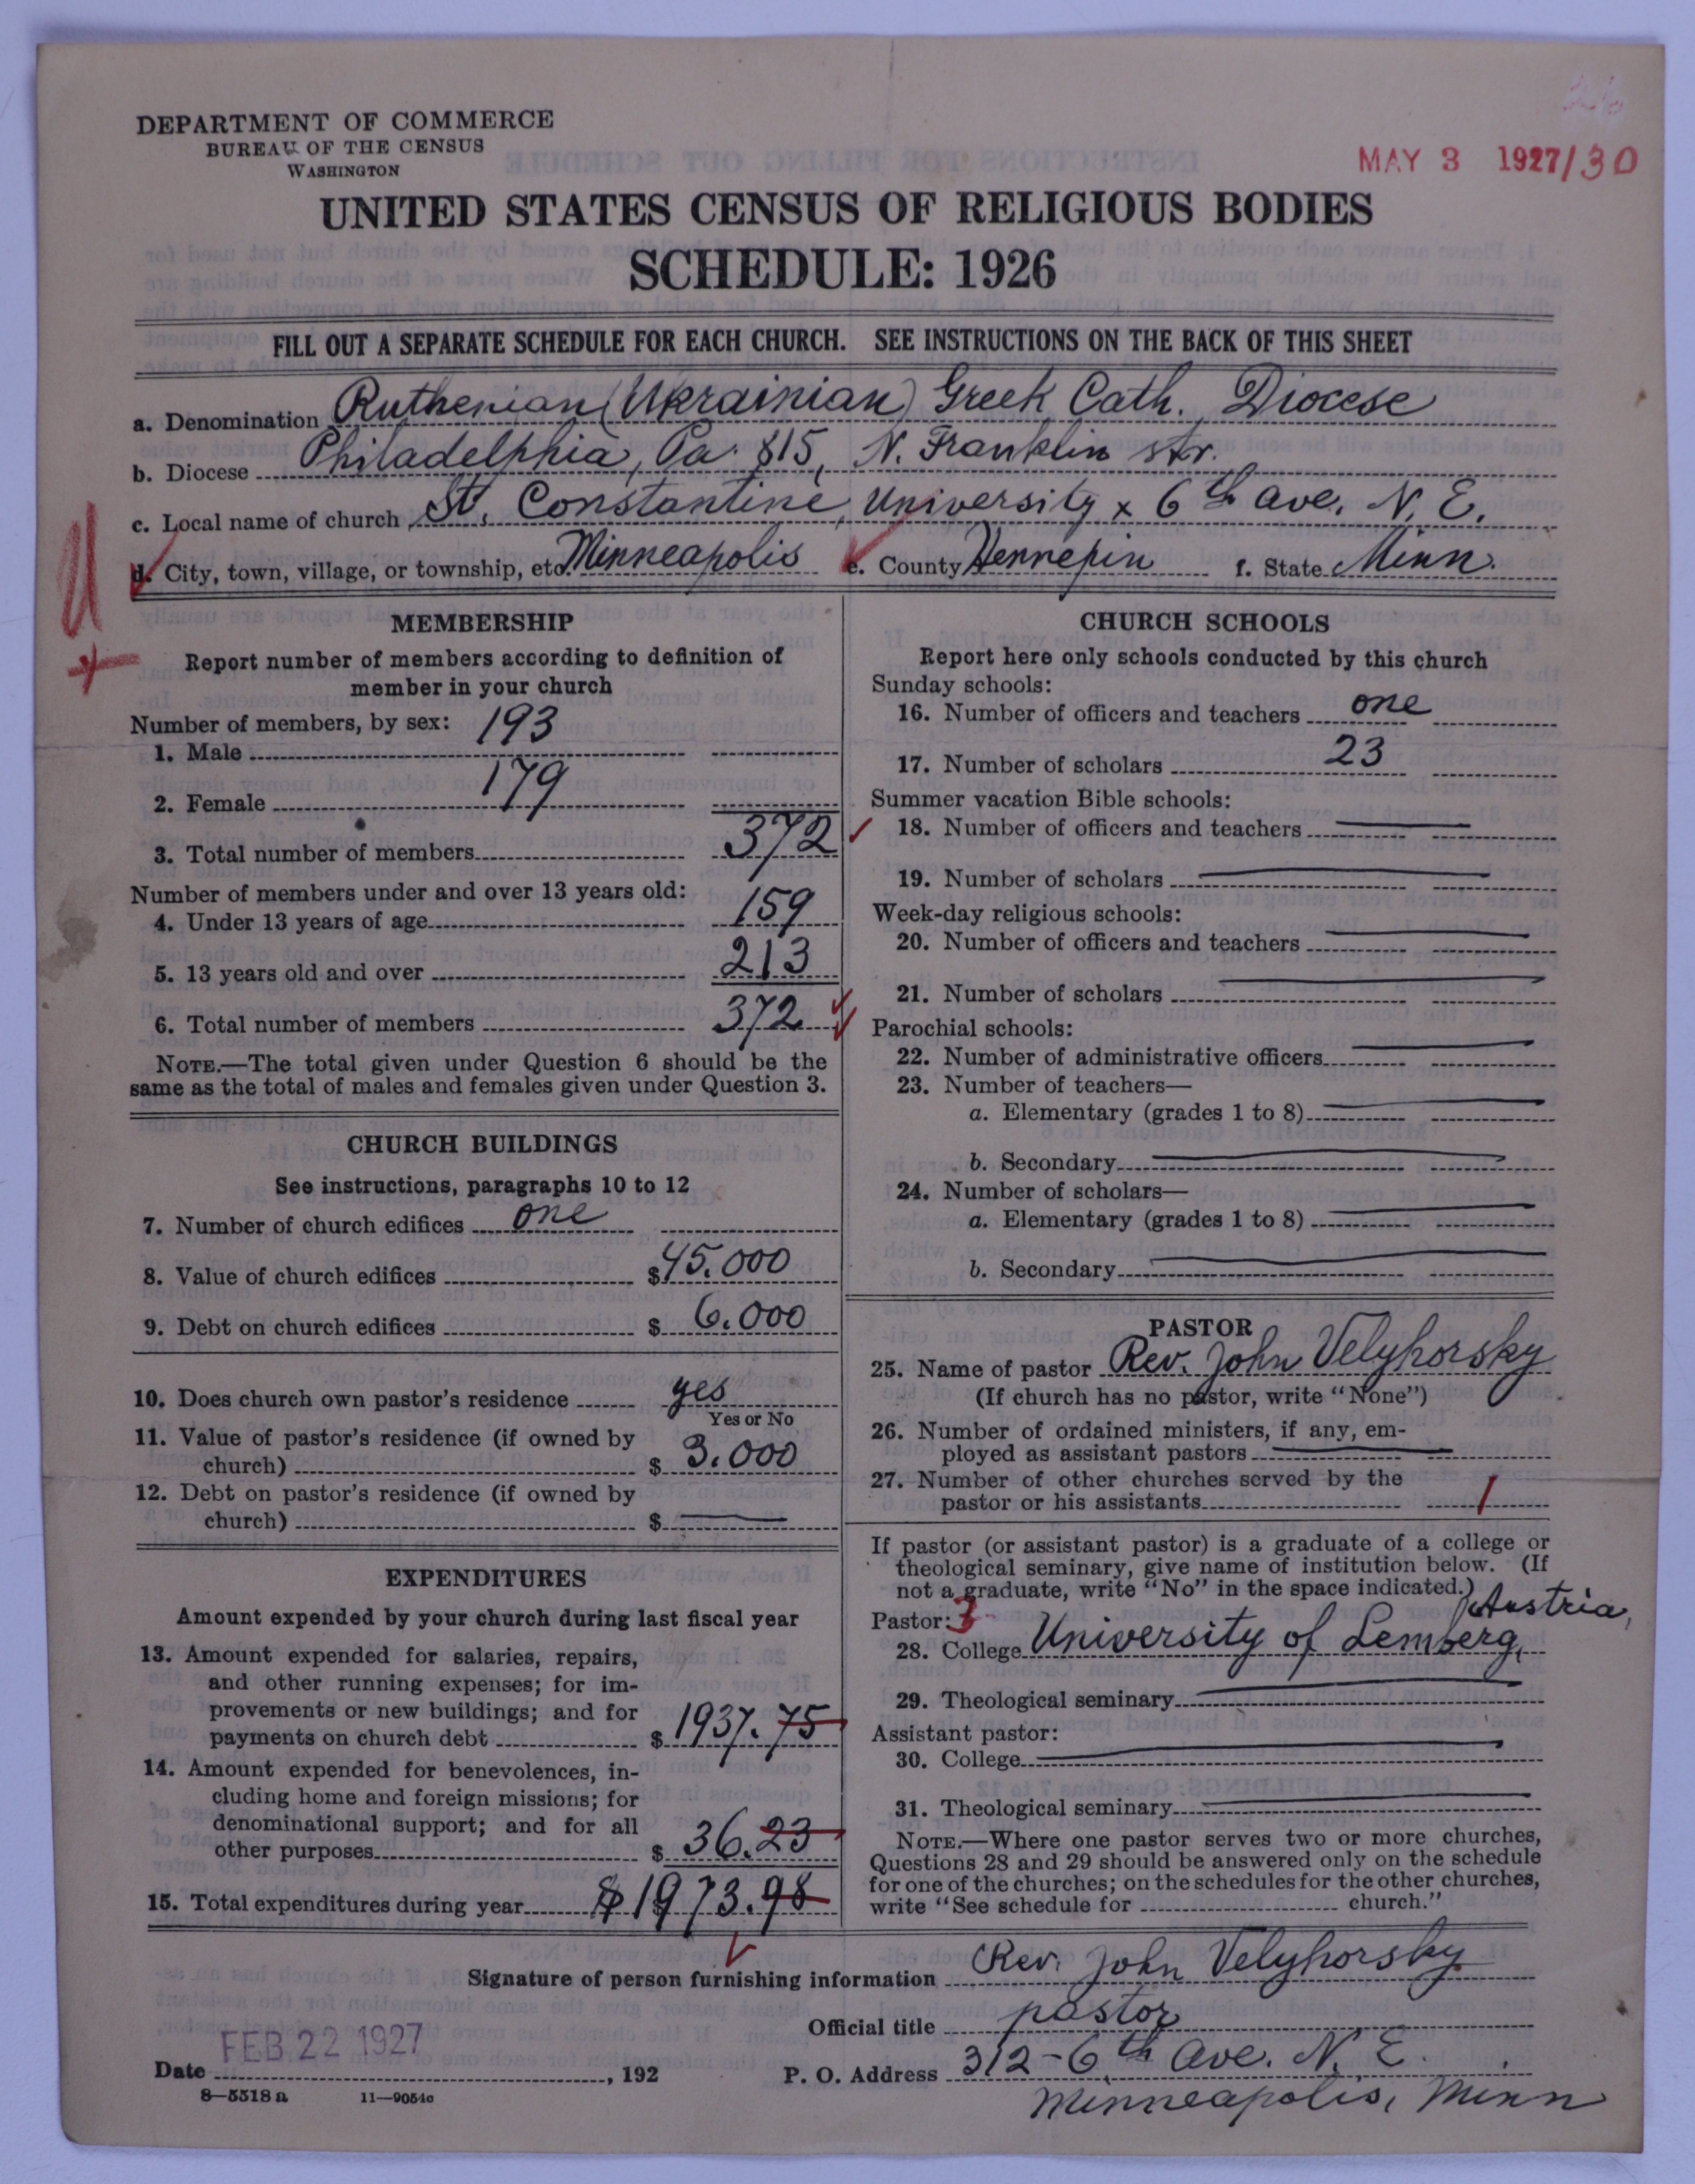 DEPARTMENT OF COMMERCE
BUREAU OF THE CENSUS
WASHINGTON
MAY 3 1927/30
UNITED STATES CENSUS OF RELIGIOUS BODIES
SCHEDULE: 1926
FILL OUT A SEPARATE SCHEDULE FOR EACH CHURCH. SEE INSTRUCTIONS ON THE BACK OF THIS SHEET
a. Denomination Ruthenian (Ukrainian) Greek Cath. Diocese
b. Diocese Philadelphia, Pa. 815, N. Franklin str.
c. Local name of church St. Constantine, University x 6th ave. N. E.
d. City, town, village, or township, etc. Minneapolis e. County Hennepin f. State Minn.
MEMBERSHIP
Report number of members according to definition of
member in your church
Number of members, by sex:
1. Male 193
2. Female 179
3. Total number of members 372
Number of members under and over 13 years old:
4. Under 13 years of age 159
5. 13 years old and over 213
6. Total number of members 372
NOTE.—The total given under Question 6 should be the
same as the total of males and females given under Question 3.
CHURCH BUILDINGS
See instructions, paragraphs 10 to 12
7. Number of church edifices one
8. Value of church edifices $45.000
9. Debt on church edifices $ 6.000
10. Does church own pastor's residence yes
Yes or No
11. Value of pastor's residence (if owned by
church) $ 3.000
12. Debt on pastor's residence (if owned by
church) $
EXPENDITURES
Amount expended by your church during last fiscal year
13. Amount expended for salaries, repairs,
and other running expenses; for im-
provements or new buildings; and for
payments on church debt $ 1937.75
14. Amount expended for benevolences, in-
cluding home and foreign missions; for
denominational support; and for all
other purposes $ 36.23
15. Total expenditures during year $1973.98
CHURCH SCHOOLS
Report here only schools conducted by this church
Sunday schools:
16. Number of officers and teachers one
17. Number of scholars 23
Summer vacation Bible schools:
18. Number of officers and teachers
19. Number of scholars
Week-day religious schools:
20. Number of officers and teachers
21. Number of scholars
Parochial schools:
22. Number of administrative officers
23. Number of teachers—
a. Elementary (grades 1 to 8)
b. Secondary
24. Number of scholars—
a. Elementary (grades 1 to 8)
b. Secondary
PASTOR
25. Name of pastor Rev. John Velyhorsky
(If church has no pastor, write "None")
26. Number of ordained ministers, if any, em-
ployed as assistant pastors
27. Number of other churches served by the
pastor or his assistants 1
If pastor (or assistant pastor) is a graduate of a college or
theological seminary, give name of institution below. (If
not a graduate, write "No" in the space indicated.)
Pastor: 3 Austria,
28. College University of Lemberg,
29. Theological seminary
Assistant pastor:
30. College
31. Theological seminary
NOTE.—Where one pastor serves two or more churches,
Questions 28 and 29 should be answered only on the schedule
for one of the churches; on the schedules for the other churches,
write "See schedule for church."
Signature of person furnishing information Rev. John Velyhorsky
Official title pastor
Date FEB 22 1927, 192 P. O. Address 312-6th Ave. N. E.
Minneapolis, Minn
8—5518a 11—9054c